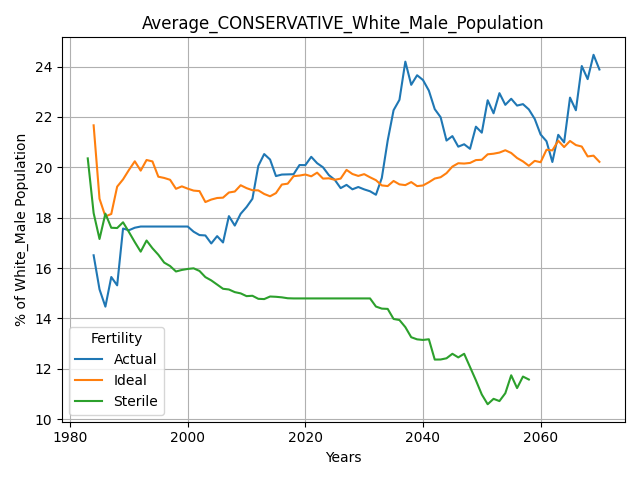 Average_CONSERVATIVE_White_Male_Population
% of White_Male Population
24
22
20
18
16
14
12
10
Fertility
Actual
Ideal
Sterile
1980
2000
2020
2040
2060
Years